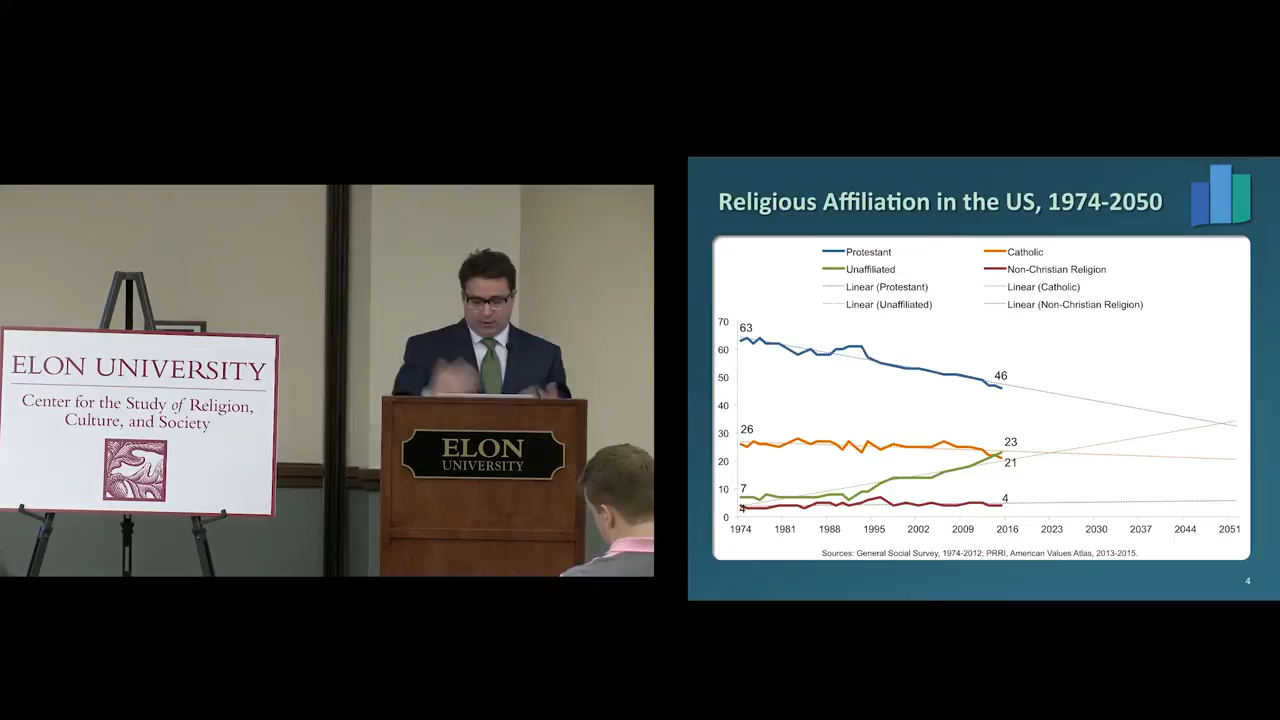 ELON UNIVERSITY
Center for the Study of Religion,
Culture, and Society
ELON
UNIVERSITY
Religious Affiliation in the US, 1974-2050
Protestant
Catholic
Unaffiliated
Non-Christian Religion
Linear (Protestant)
Linear (Catholic)
Linear (Unaffiliated)
Linear (Non-Christian Religion)
70
60
50
40
30
20
10
0
63
46
26
23
21
7
4
4
1974 1981 1988 1995 2002 2009 2016 2023 2030 2037 2044 2051
Sources: General Social Survey, 1974-2012; PRRI, American Values Atlas, 2013-2015.
4